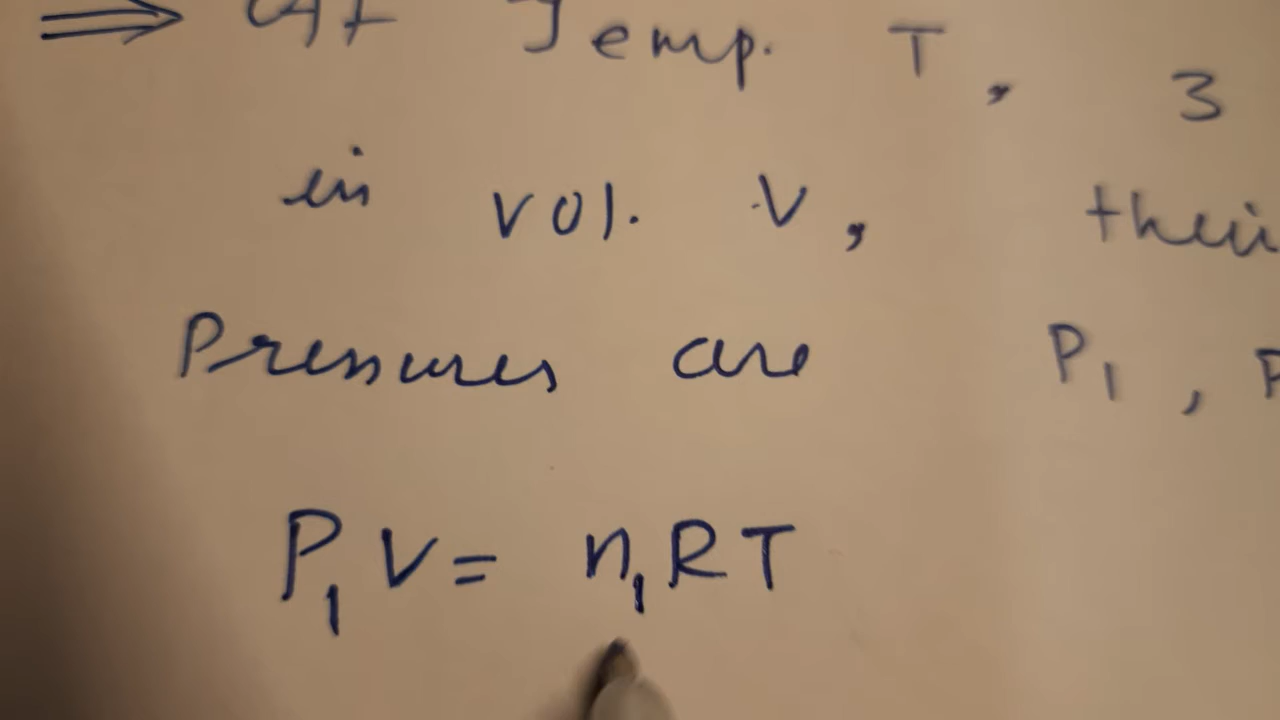 ⇒ At Temp. T, 3
in vol. V, their
Pressures are P₁, P
P₁V = n₁RT